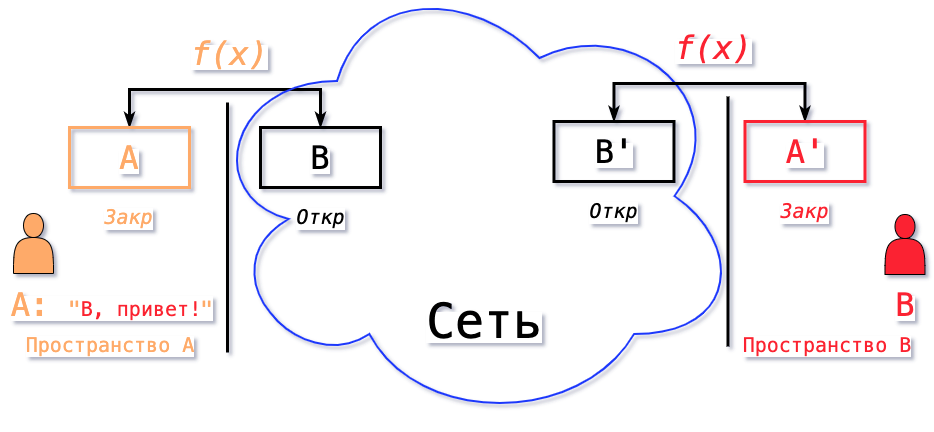 f(x)
f(x)
A
B
B'
A'
Закр
Откр
Откр
Закр
A: "В, привет!"
Сеть
B
Пространство А
Пространство В